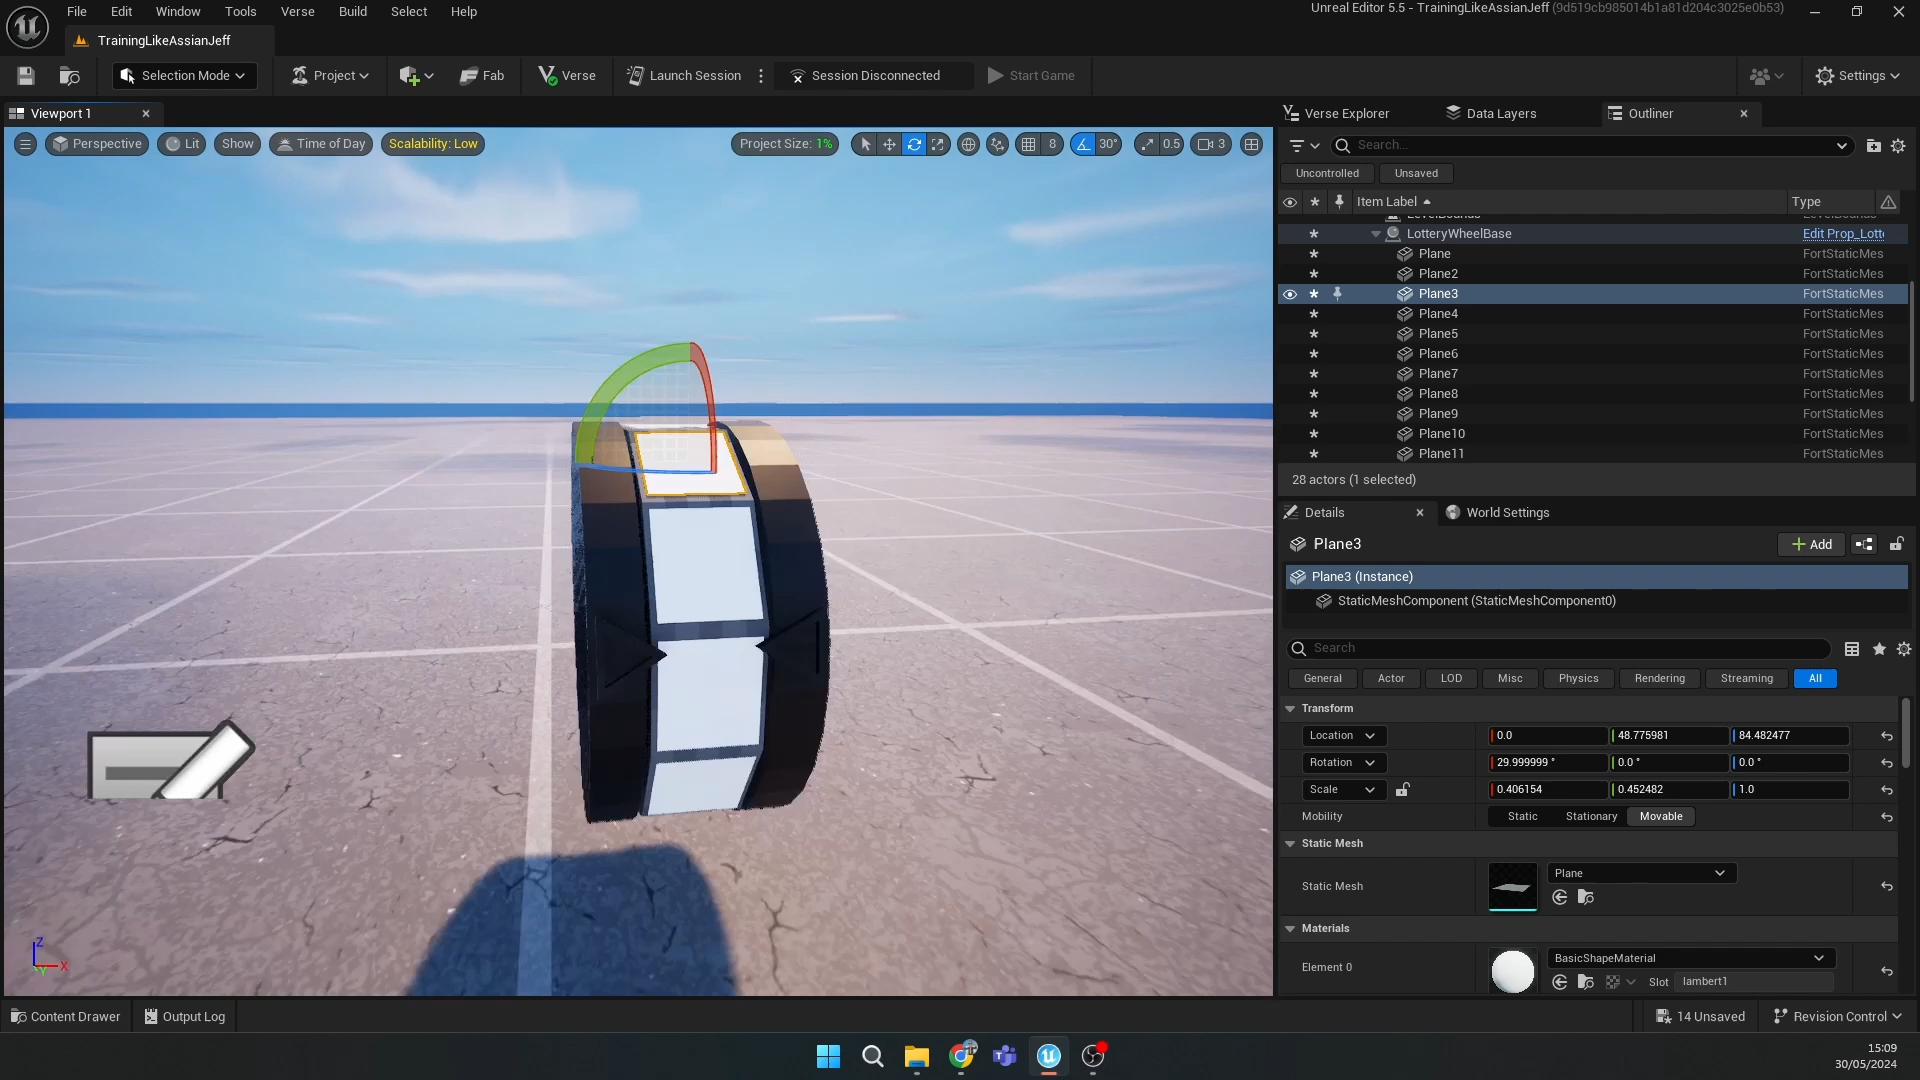 File Edit Window Tools Verse Build Select Help
Unreal Editor 5.5 - TrainingLikeAssianJeff (9d519cb985014b1a81d204c3025e0b53)
TrainingLikeAssianJeff
Selection Mode Project Fab Verse Launch Session Session Disconnected Start Game Settings
Viewport 1
Verse Explorer Data Layers Outliner
Perspective Lit Show Time of Day Scalability: Low Project Size: 1% 8 30° 0.5 3
Search...
Uncontrolled Unsaved
Item Label Type
LotteryWheelBase Edit Prop_Lott
Plane FortStaticMes
Plane2 FortStaticMes
Plane3 FortStaticMes
Plane4 FortStaticMes
Plane5 FortStaticMes
Plane6 FortStaticMes
Plane7 FortStaticMes
Plane8 FortStaticMes
Plane9 FortStaticMes
Plane10 FortStaticMes
Plane11 FortStaticMes
28 actors (1 selected)
Details World Settings
Plane3 Add
Plane3 (Instance)
StaticMeshComponent (StaticMeshComponent0)
Search
General Actor LOD Misc Physics Rendering Streaming All
Transform
Location 0.0 48.775981 84.482477
Rotation 29.999999 ° 0.0 ° 0.0 °
Scale 0.406154 0.452482 1.0
Mobility Static Stationary Movable
Static Mesh
Static Mesh Plane
Materials
Element 0 BasicShapeMaterial
Slot lambert1
Z
X
Y
Content Drawer Output Log 14 Unsaved Revision Control
15:09
30/05/2024